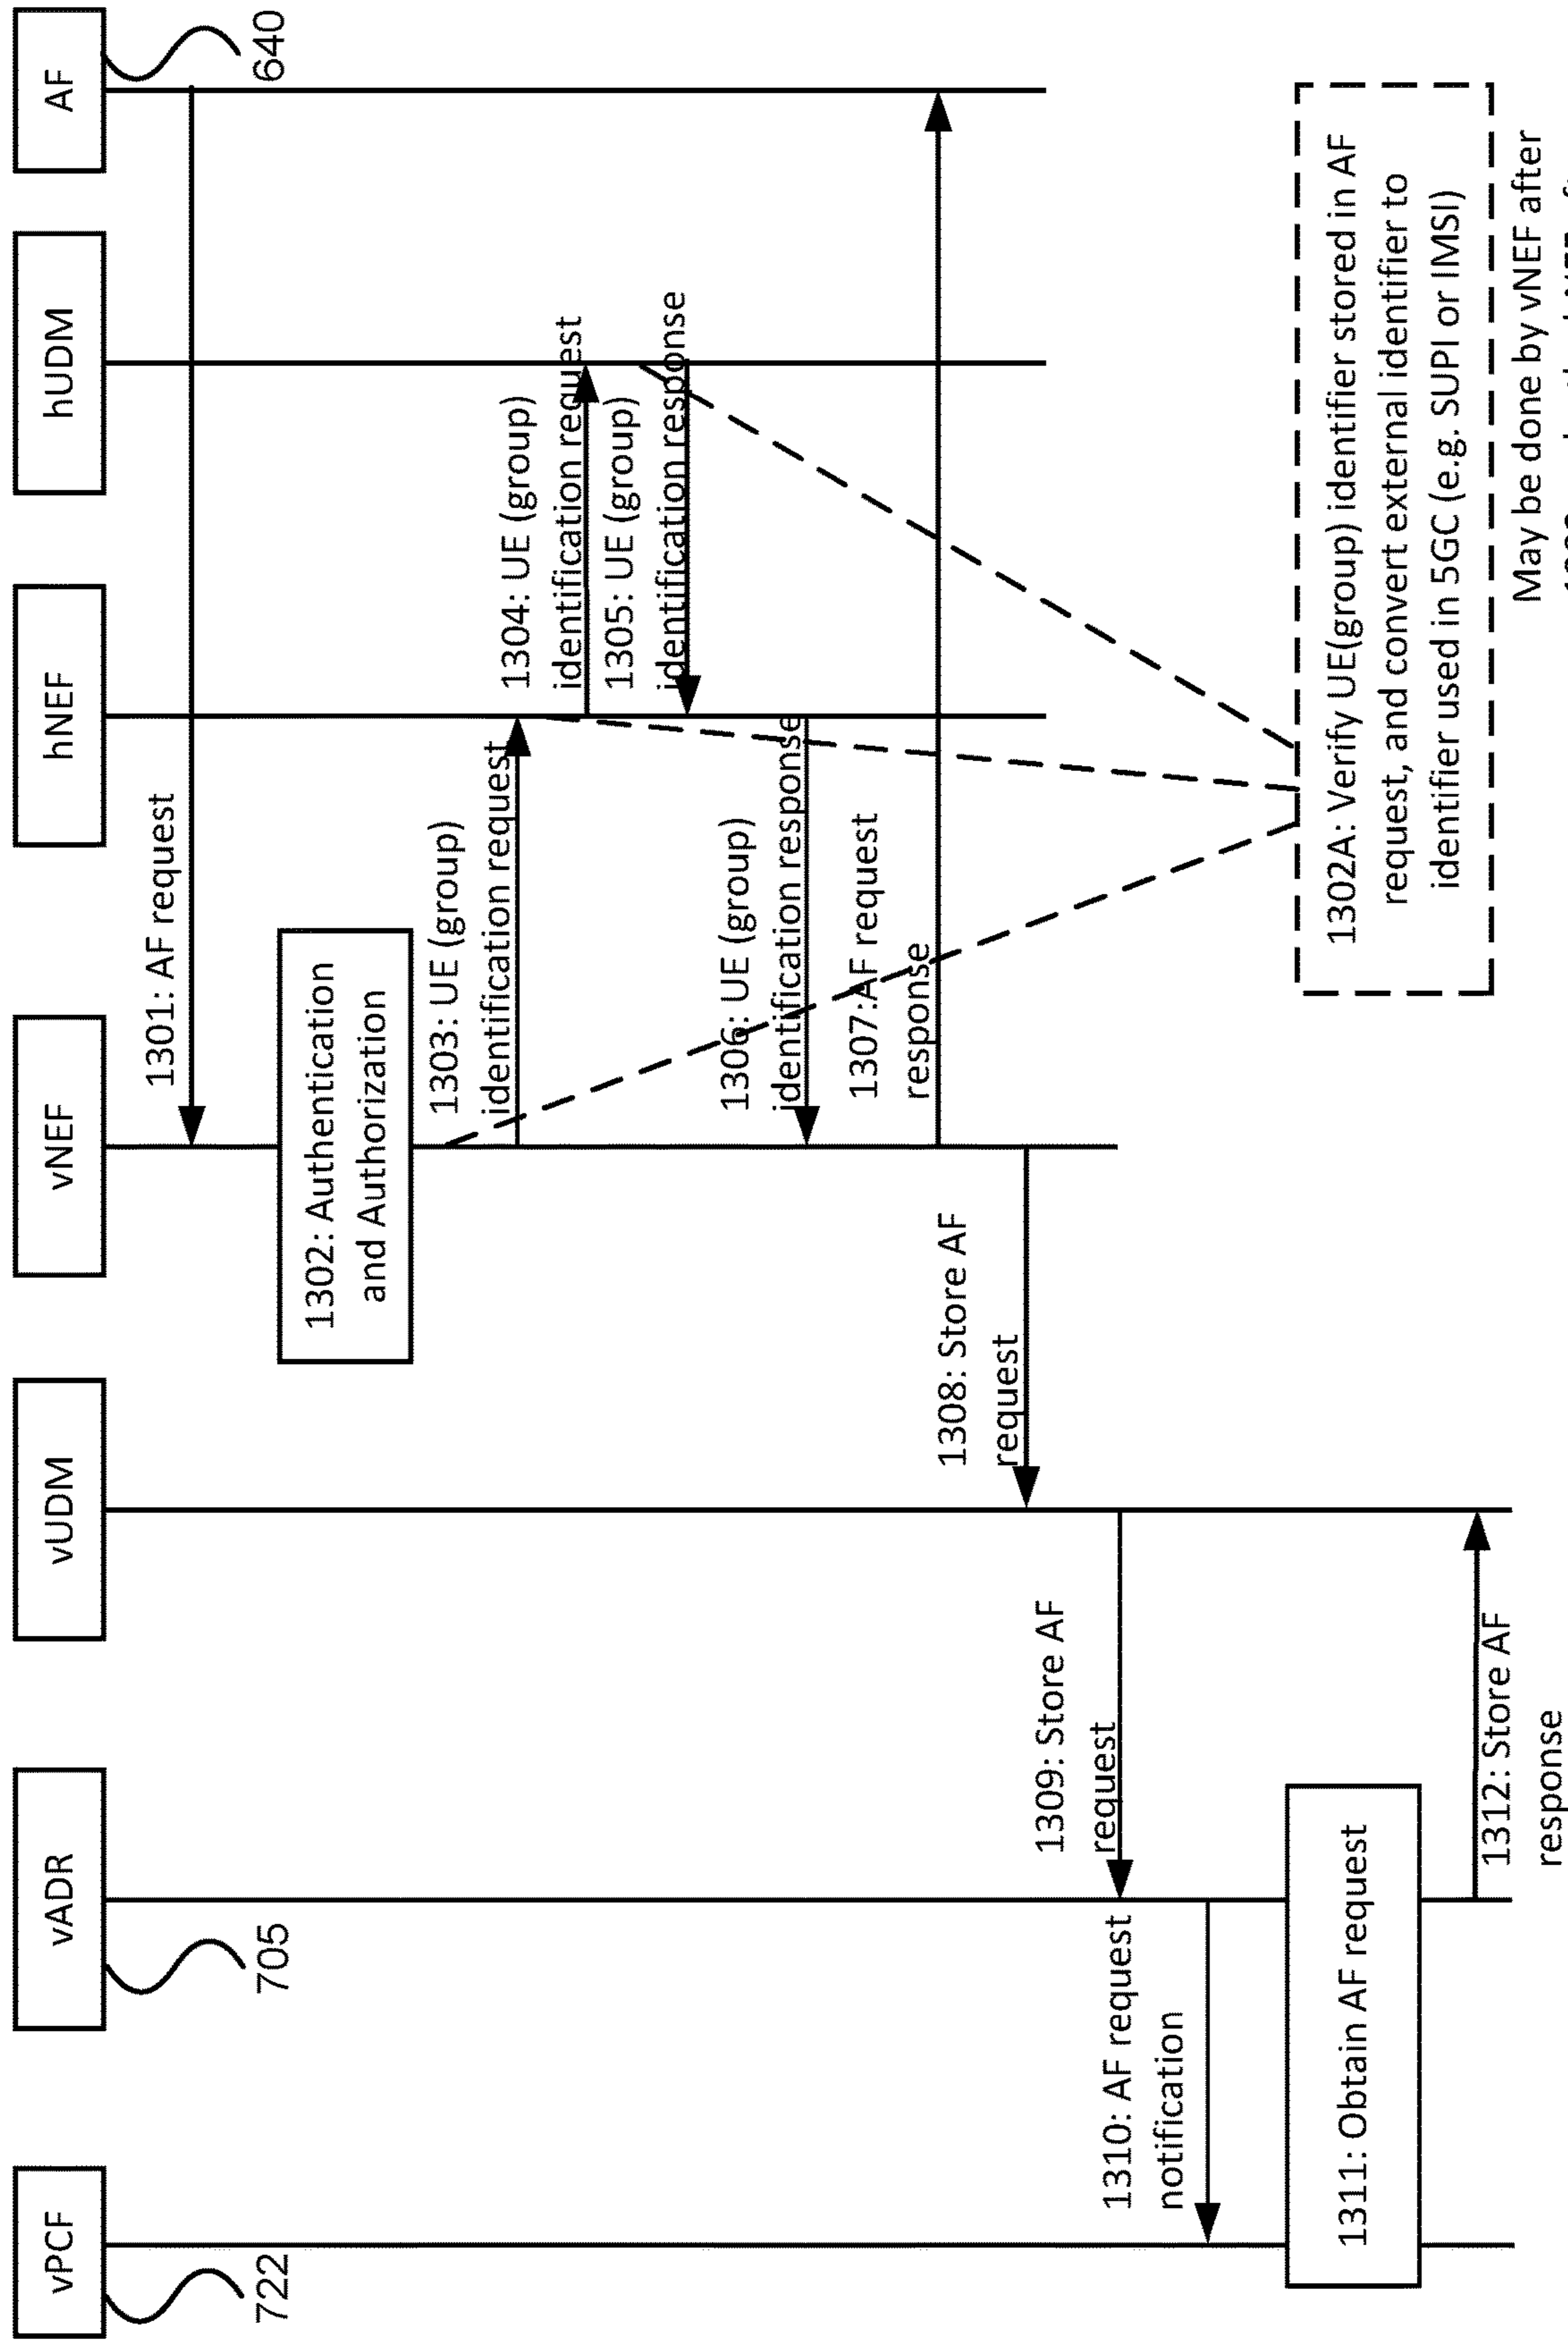 vPCF
vADR
vUDM
vNEF
hNEF
hUDM
AF
722
705
640
1301: AF request
1302: Authentication
and Authorization
1303: UE (group)
identification request
1304: UE (group)
identification request
1305: UE (group)
identification response
1306: UE (group)
identification response
1307:AF request
response
1308: Store AF
request
1309: Store AF
request
1310: AF request
notification
1311: Obtain AF request
1312: Store AF
response
1302A: Verify UE(group) identifier stored in AF
request, and convert external identifier to
identifier used in 5GC (e.g. SUPI or IMSI)
May be done by vNEF after